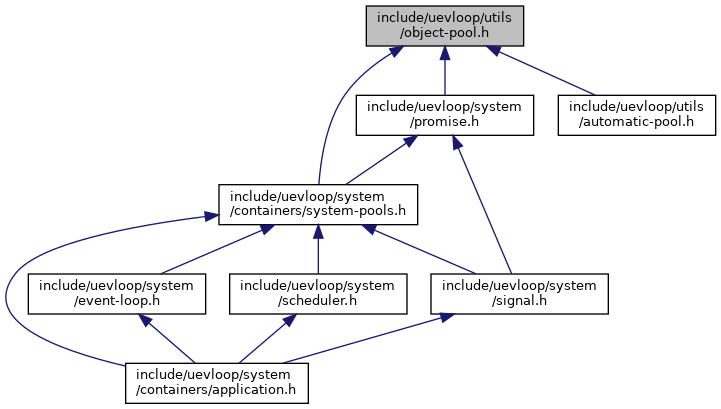 include/uevloop/utils
/object-pool.h
include/uevloop/system
/promise.h
include/uevloop/utils
/automatic-pool.h
include/uevloop/system
/containers/system-pools.h
include/uevloop/system
/event-loop.h
include/uevloop/system
/scheduler.h
include/uevloop/system
/signal.h
include/uevloop/system
/containers/application.h